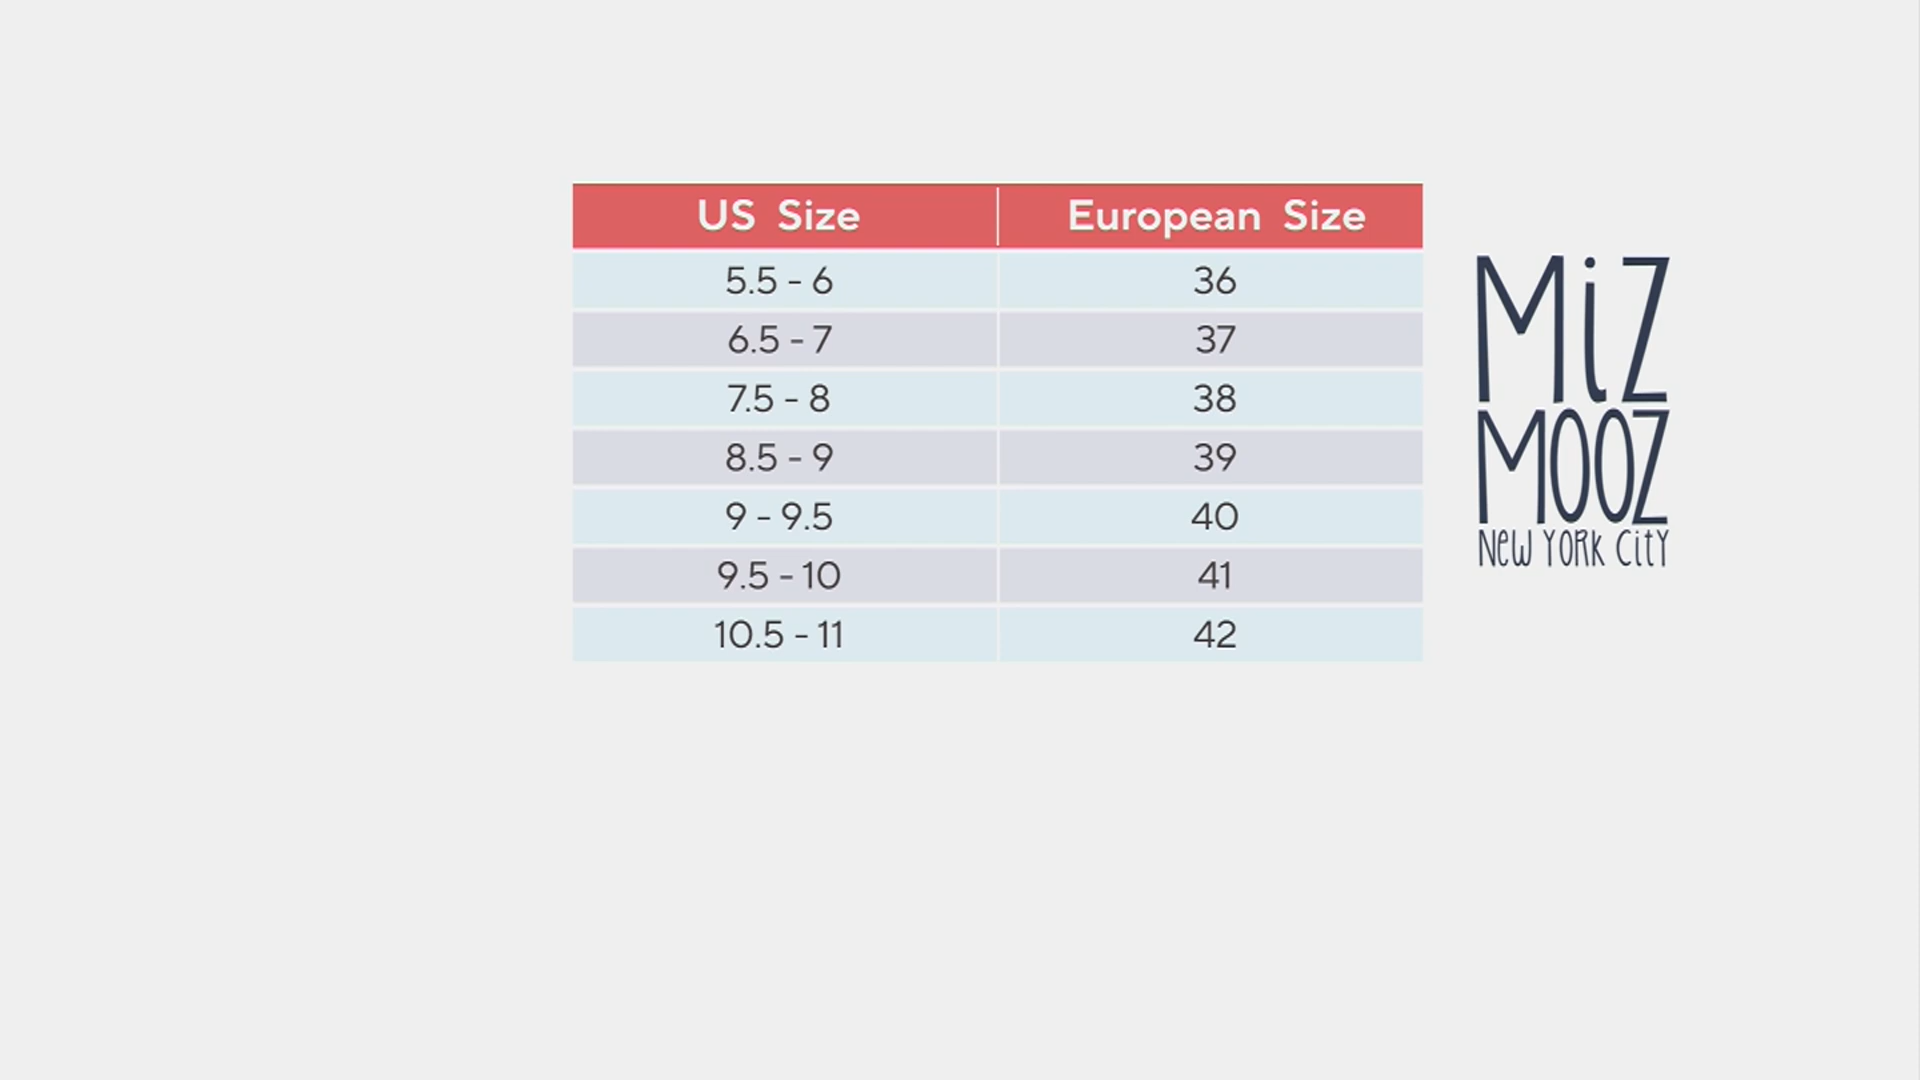 US Size European Size
5.5 - 6 36
6.5 - 7 37
7.5 - 8 38
8.5 - 9 39
9 - 9.5 40
9.5 - 10 41
10.5 - 11 42
MiZ
MOOZ
NeW YORK CitY